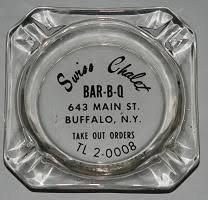 Swiss Chalet
BAR-B-Q
643 MAIN ST.
BUFFALO, N.Y.
TAKE OUT ORDERS
TL 2-0008